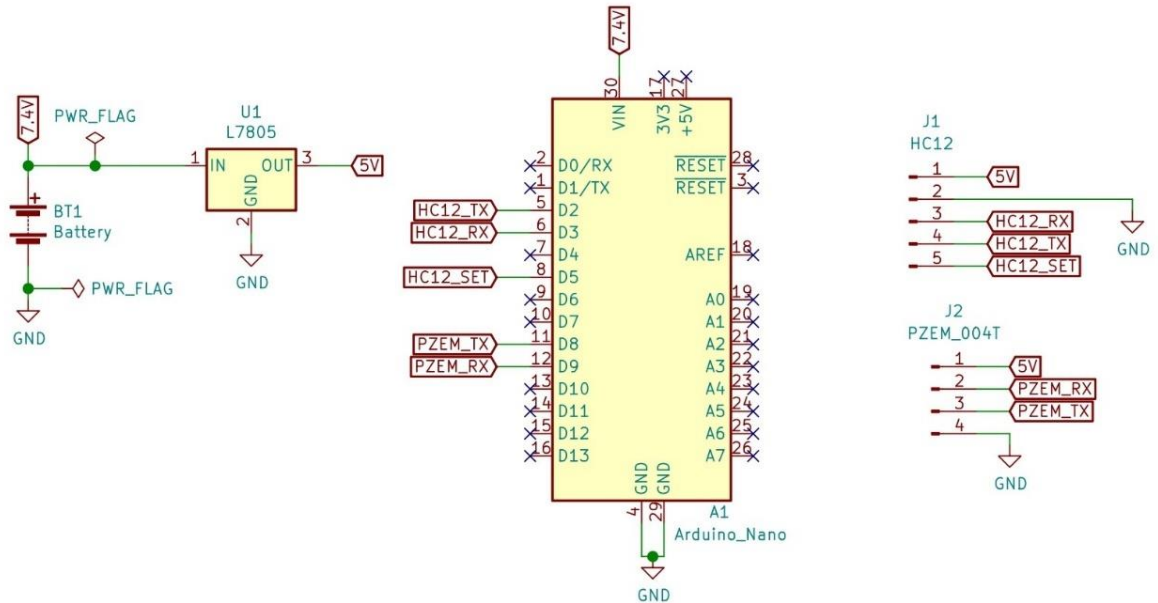 7.4V
PWR_FLAG
U1
L7805
1 IN OUT 3
5V
GND
2
GND
+
BT1
Battery
PWR_FLAG
GND
7.4V
30
VIN
17
3V3
27
+5V
2 D0/RX
1 D1/TX
HC12_TX 5 D2
HC12_RX 6 D3
7 D4
HC12_SET 8 D5
9 D6
10 D7
PZEM_TX 11 D8
PZEM_RX 12 D9
13 D10
14 D11
15 D12
16 D13
RESET 28
RESET 3
AREF 18
A0 19
A1 20
A2 21
A3 22
A4 23
A5 24
A6 25
A7 26
GND
GND
4
29
A1
Arduino_Nano
GND
J1
HC12
1 5V
2
3 HC12_RX
4 HC12_TX
5 HC12_SET
GND
J2
PZEM_004T
1 5V
2 PZEM_RX
3 PZEM_TX
4
GND